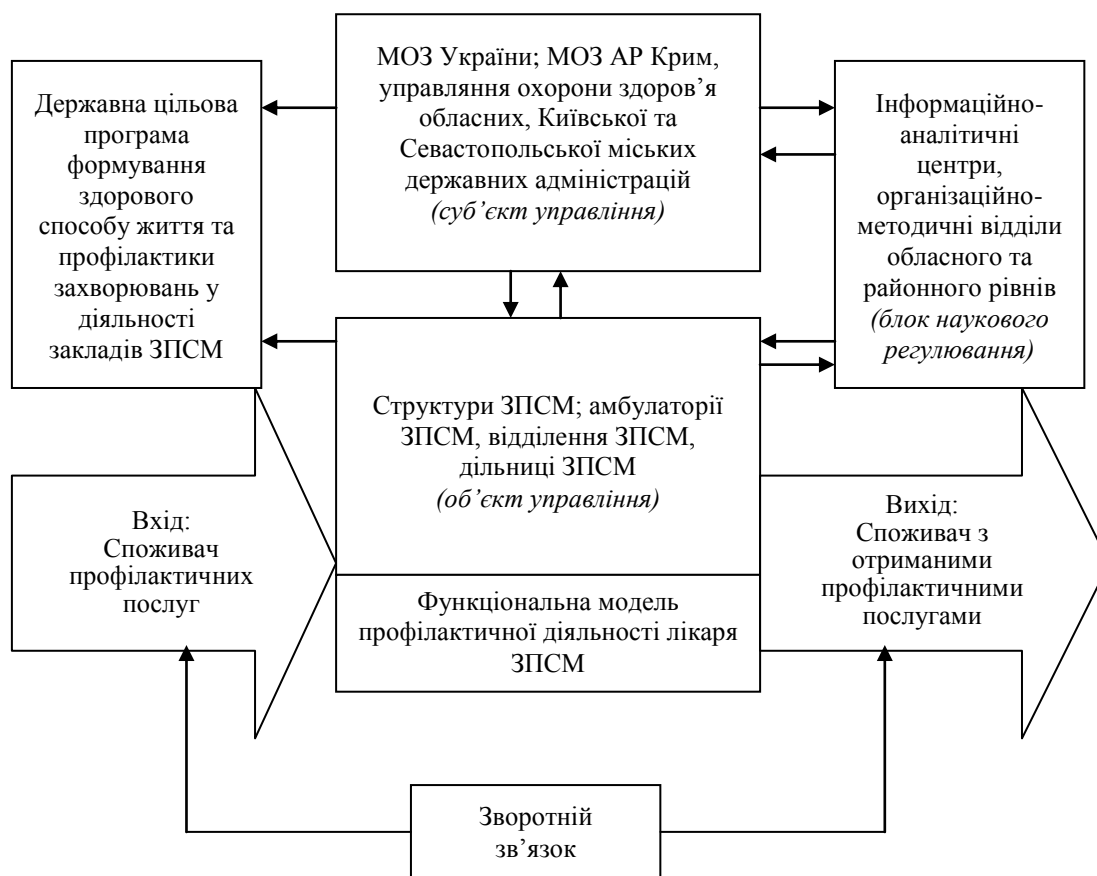 МОЗ України; МОЗ АР Крим,
управляння охорони здоров’я
обласних, Київської та
Севастопольської міських
державних адміністрацій
(суб’єкт управління)
Державна цільова
програма
формування
здорового
способу життя та
профілактики
захворювань у
діяльності
закладів ЗПСМ
Інформаційно-
аналітичні
центри,
організаційно-
методичні відділи
обласного та
районного рівнів
(блок наукового
регулювання)
Структури ЗПСМ; амбулаторії
ЗПСМ, відділення ЗПСМ,
дільниці ЗПСМ
(об’єкт управління)
Вхід:
Споживач
профілактичних
послуг
Функціональна модель
профілактичної діяльності лікаря
ЗПСМ
Вихід:
Споживач з
отриманими
профілактичними
послугами
Зворотній
зв’язок